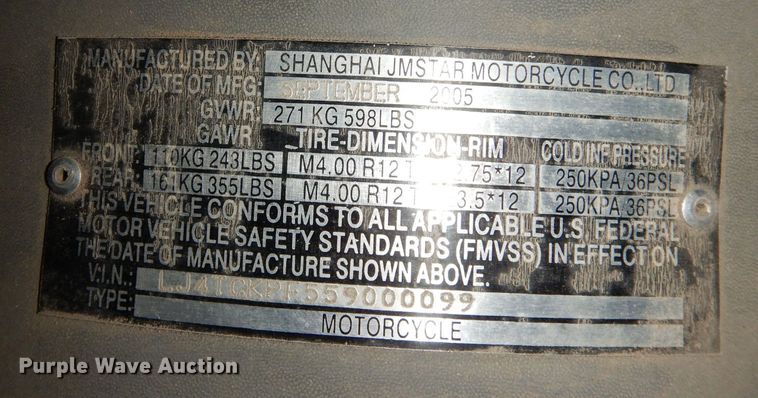 MANUFACTURED BY: SHANGHAI JMSTAR MOTORCYCLE CO.,LTD
DATE OF MFG: SEPTEMBER 2005
GVWR: 271 KG 598LBS
GAWR TIRE-DIMENSION-RIM COLD INF PRESSURE
FRONT: 110KG 243LBS M4.00 R12 .75*12 250KPA/36PSL
REAR: 161KG 355LBS M4.00 R12 3.5*12 250KPA/36PSL
THIS VEHICLE CONFORMS TO ALL APPLICABLE U.S. FEDERAL
MOTOR VEHICLE SAFETY STANDARDS (FMVSS) IN EFFECT ON
THE DATE OF MANUFACTURE SHOWN ABOVE.
V.I.N.:
TYPE: MOTORCYCLE
Purple Wave Auction